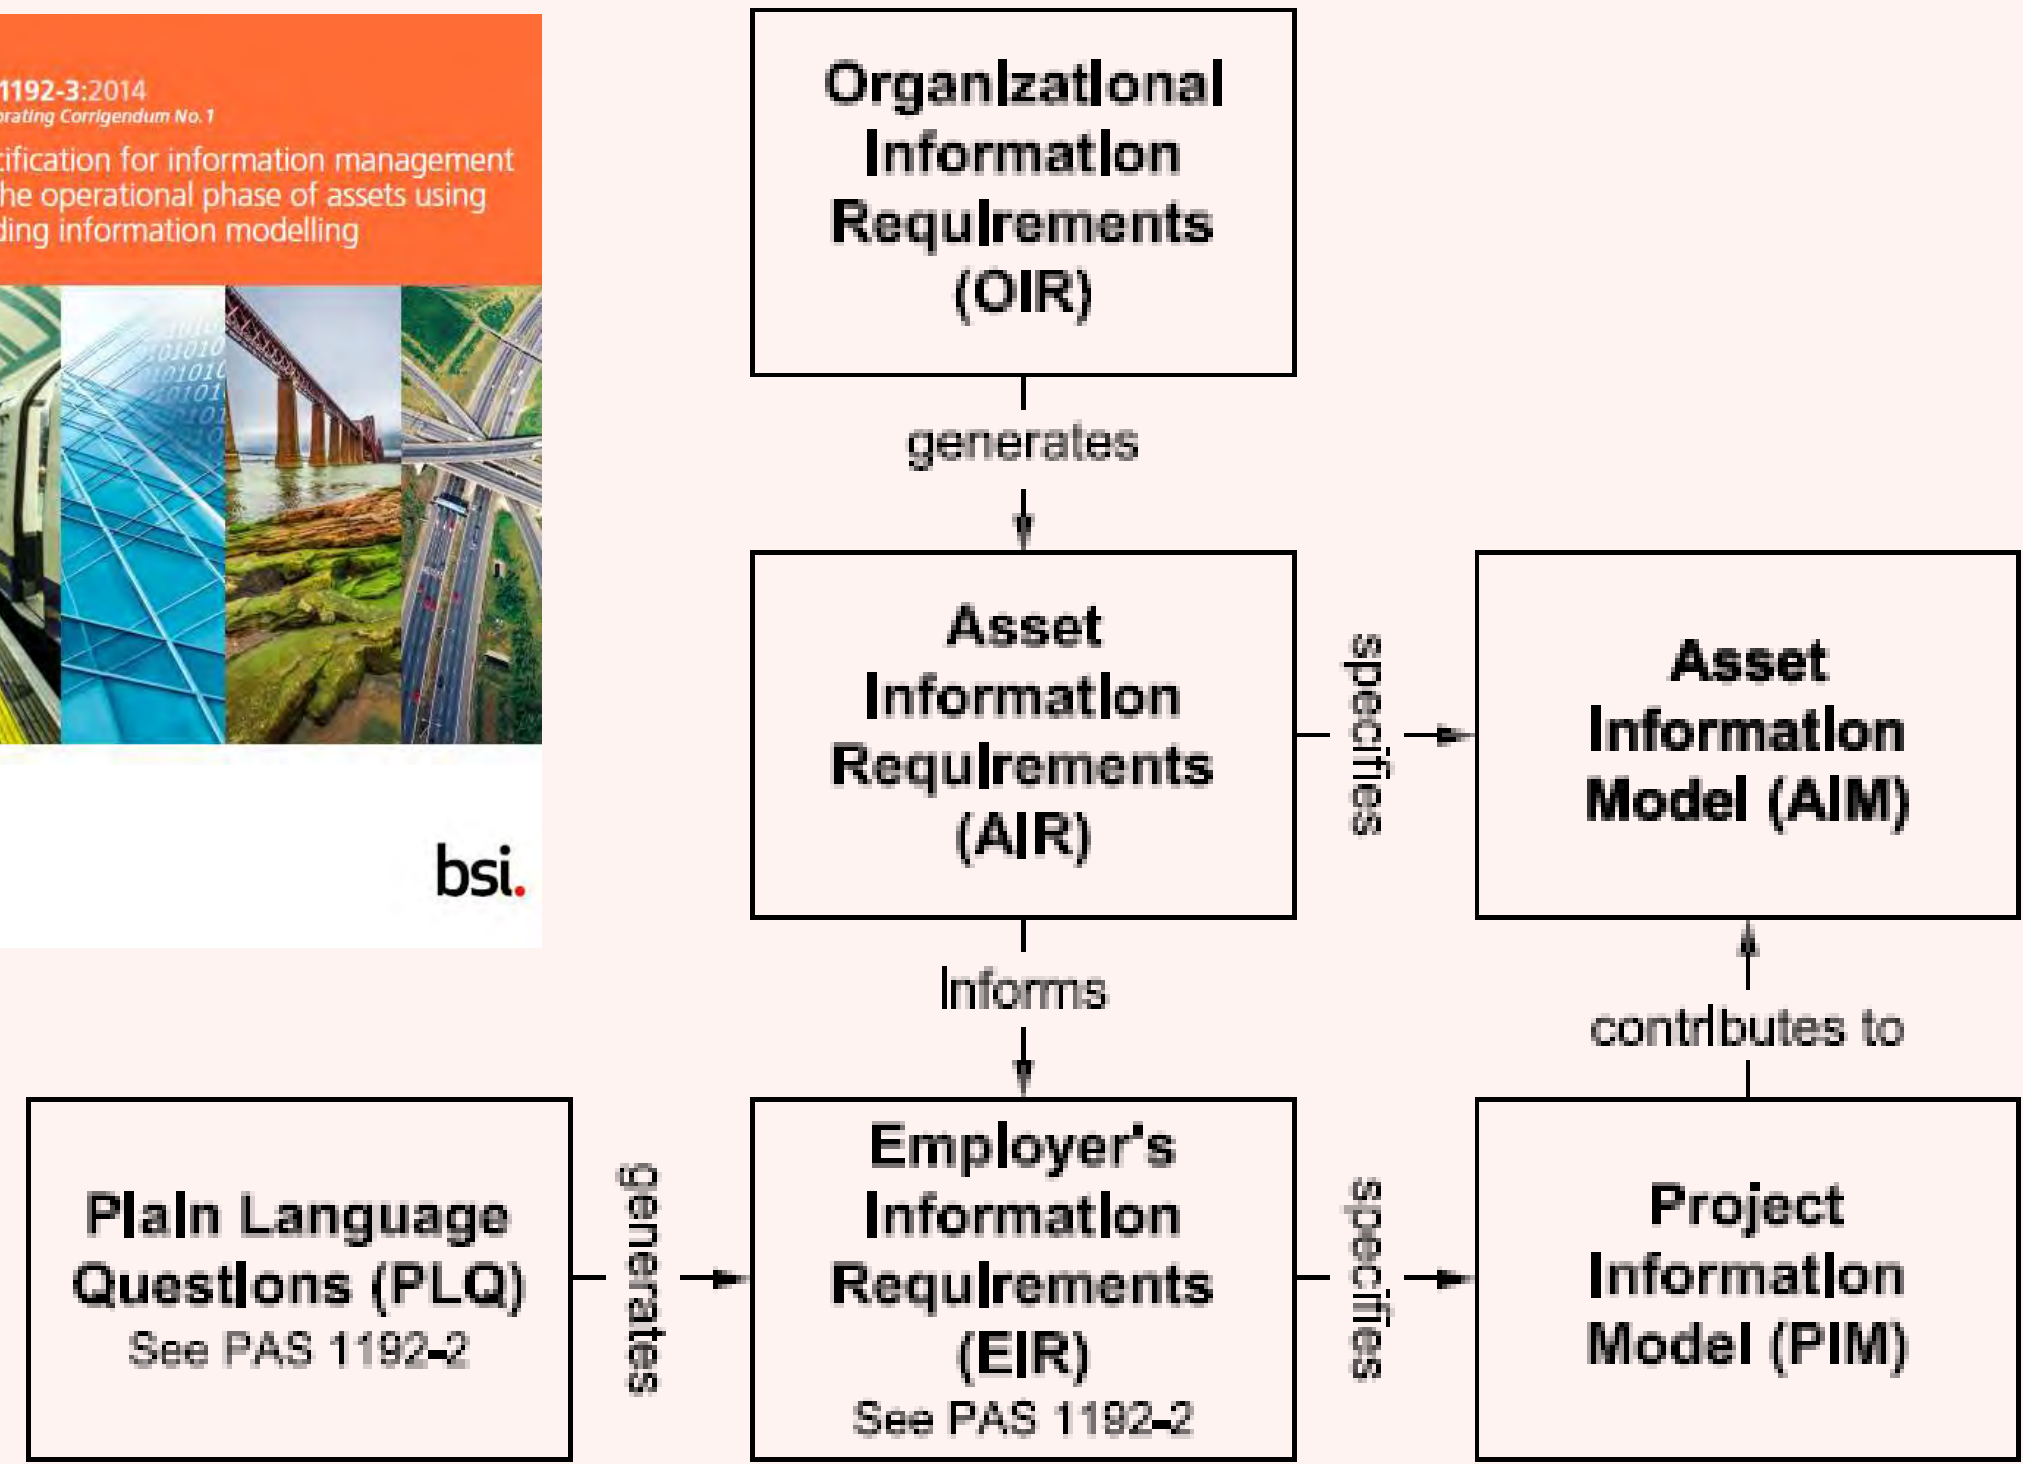 1192-3:2014
orating Corrigendum No.1
cification for information management
he operational phase of assets using
ding information modelling
bsi.
Organizational
Information
Requirements
(OIR)
generates
Asset
Information
Requirements
(AIR)
specifies
Asset
Information
Model (AIM)
Informs
contributes to
Plain Language
Questions (PLQ)
See PAS 1192-2
generates
Employer's
Information
Requirements
(EIR)
See PAS 1192-2
specifies
Project
Information
Model (PIM)